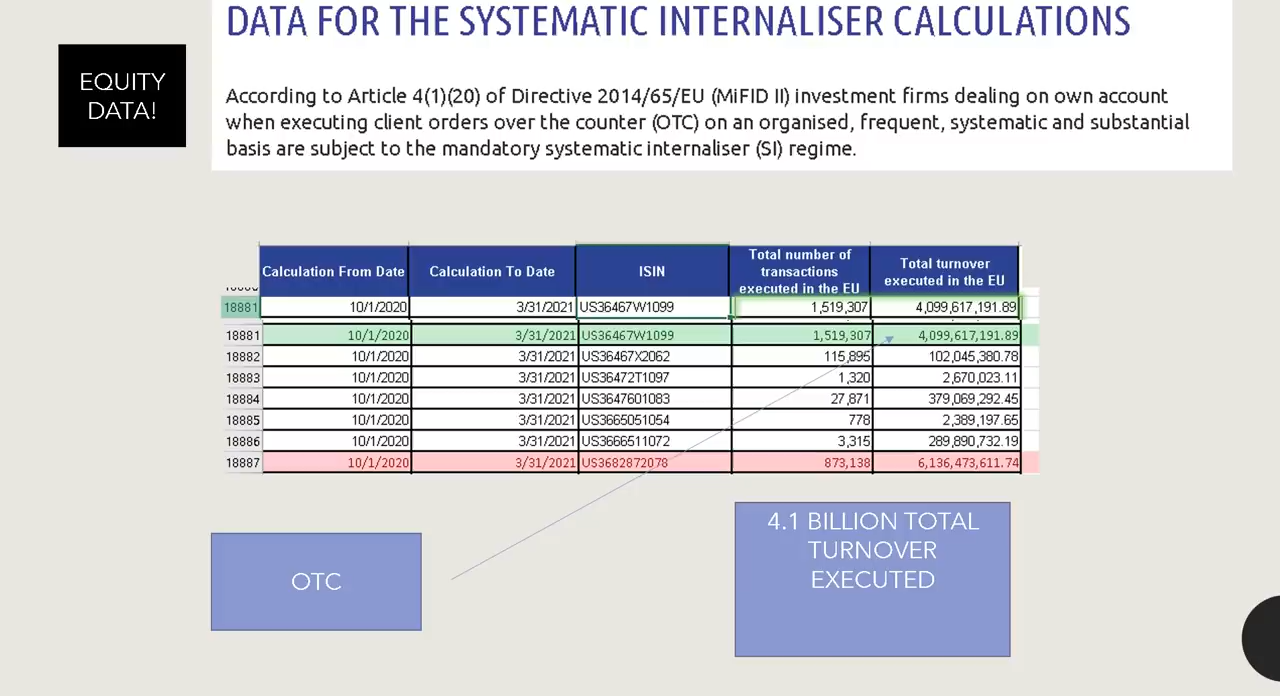 DATA FOR THE SYSTEMATIC INTERNALISER CALCULATIONS
EQUITY
DATA!
According to Article 4(1)(20) of Directive 2014/65/EU (MiFID II) investment firms dealing on own account
when executing client orders over the counter (OTC) on an organised, frequent, systematic and substantial
basis are subject to the mandatory systematic internaliser (SI) regime.
Calculation From Date Calculation To Date ISIN Total number of transactions executed in the EU Total turnover executed in the EU
18881 10/1/2020 3/31/2021 US36467W1099 1,519,307 4,099,617,191.89
18881 10/1/2020 3/31/2021 US36467W1099 1,519,307 4,099,617,191.89
18882 10/1/2020 3/31/2021 US36467X2062 115,895 102,045,380.78
18883 10/1/2020 3/31/2021 US36472T1097 1,320 2,670,023.11
18884 10/1/2020 3/31/2021 US3647601083 27,871 379,069,292.45
18885 10/1/2020 3/31/2021 US3665051054 778 2,389,197.65
18886 10/1/2020 3/31/2021 US3666511072 3,315 289,890,732.19
18887 10/1/2020 3/31/2021 US3682872078 873,138 6,136,473,611.74
OTC
4.1 BILLION TOTAL
TURNOVER
EXECUTED